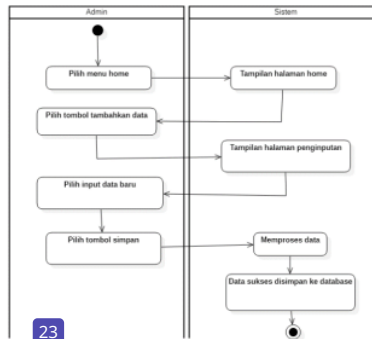 Admin
Sistem
Pilih menu home
Tampilan halaman home
Pilih tombol tambahkan data
Tampilan halaman penginputan
Pilih input data baru
Pilih tombol simpan
Memproses data
Data sukses disimpan ke database
23